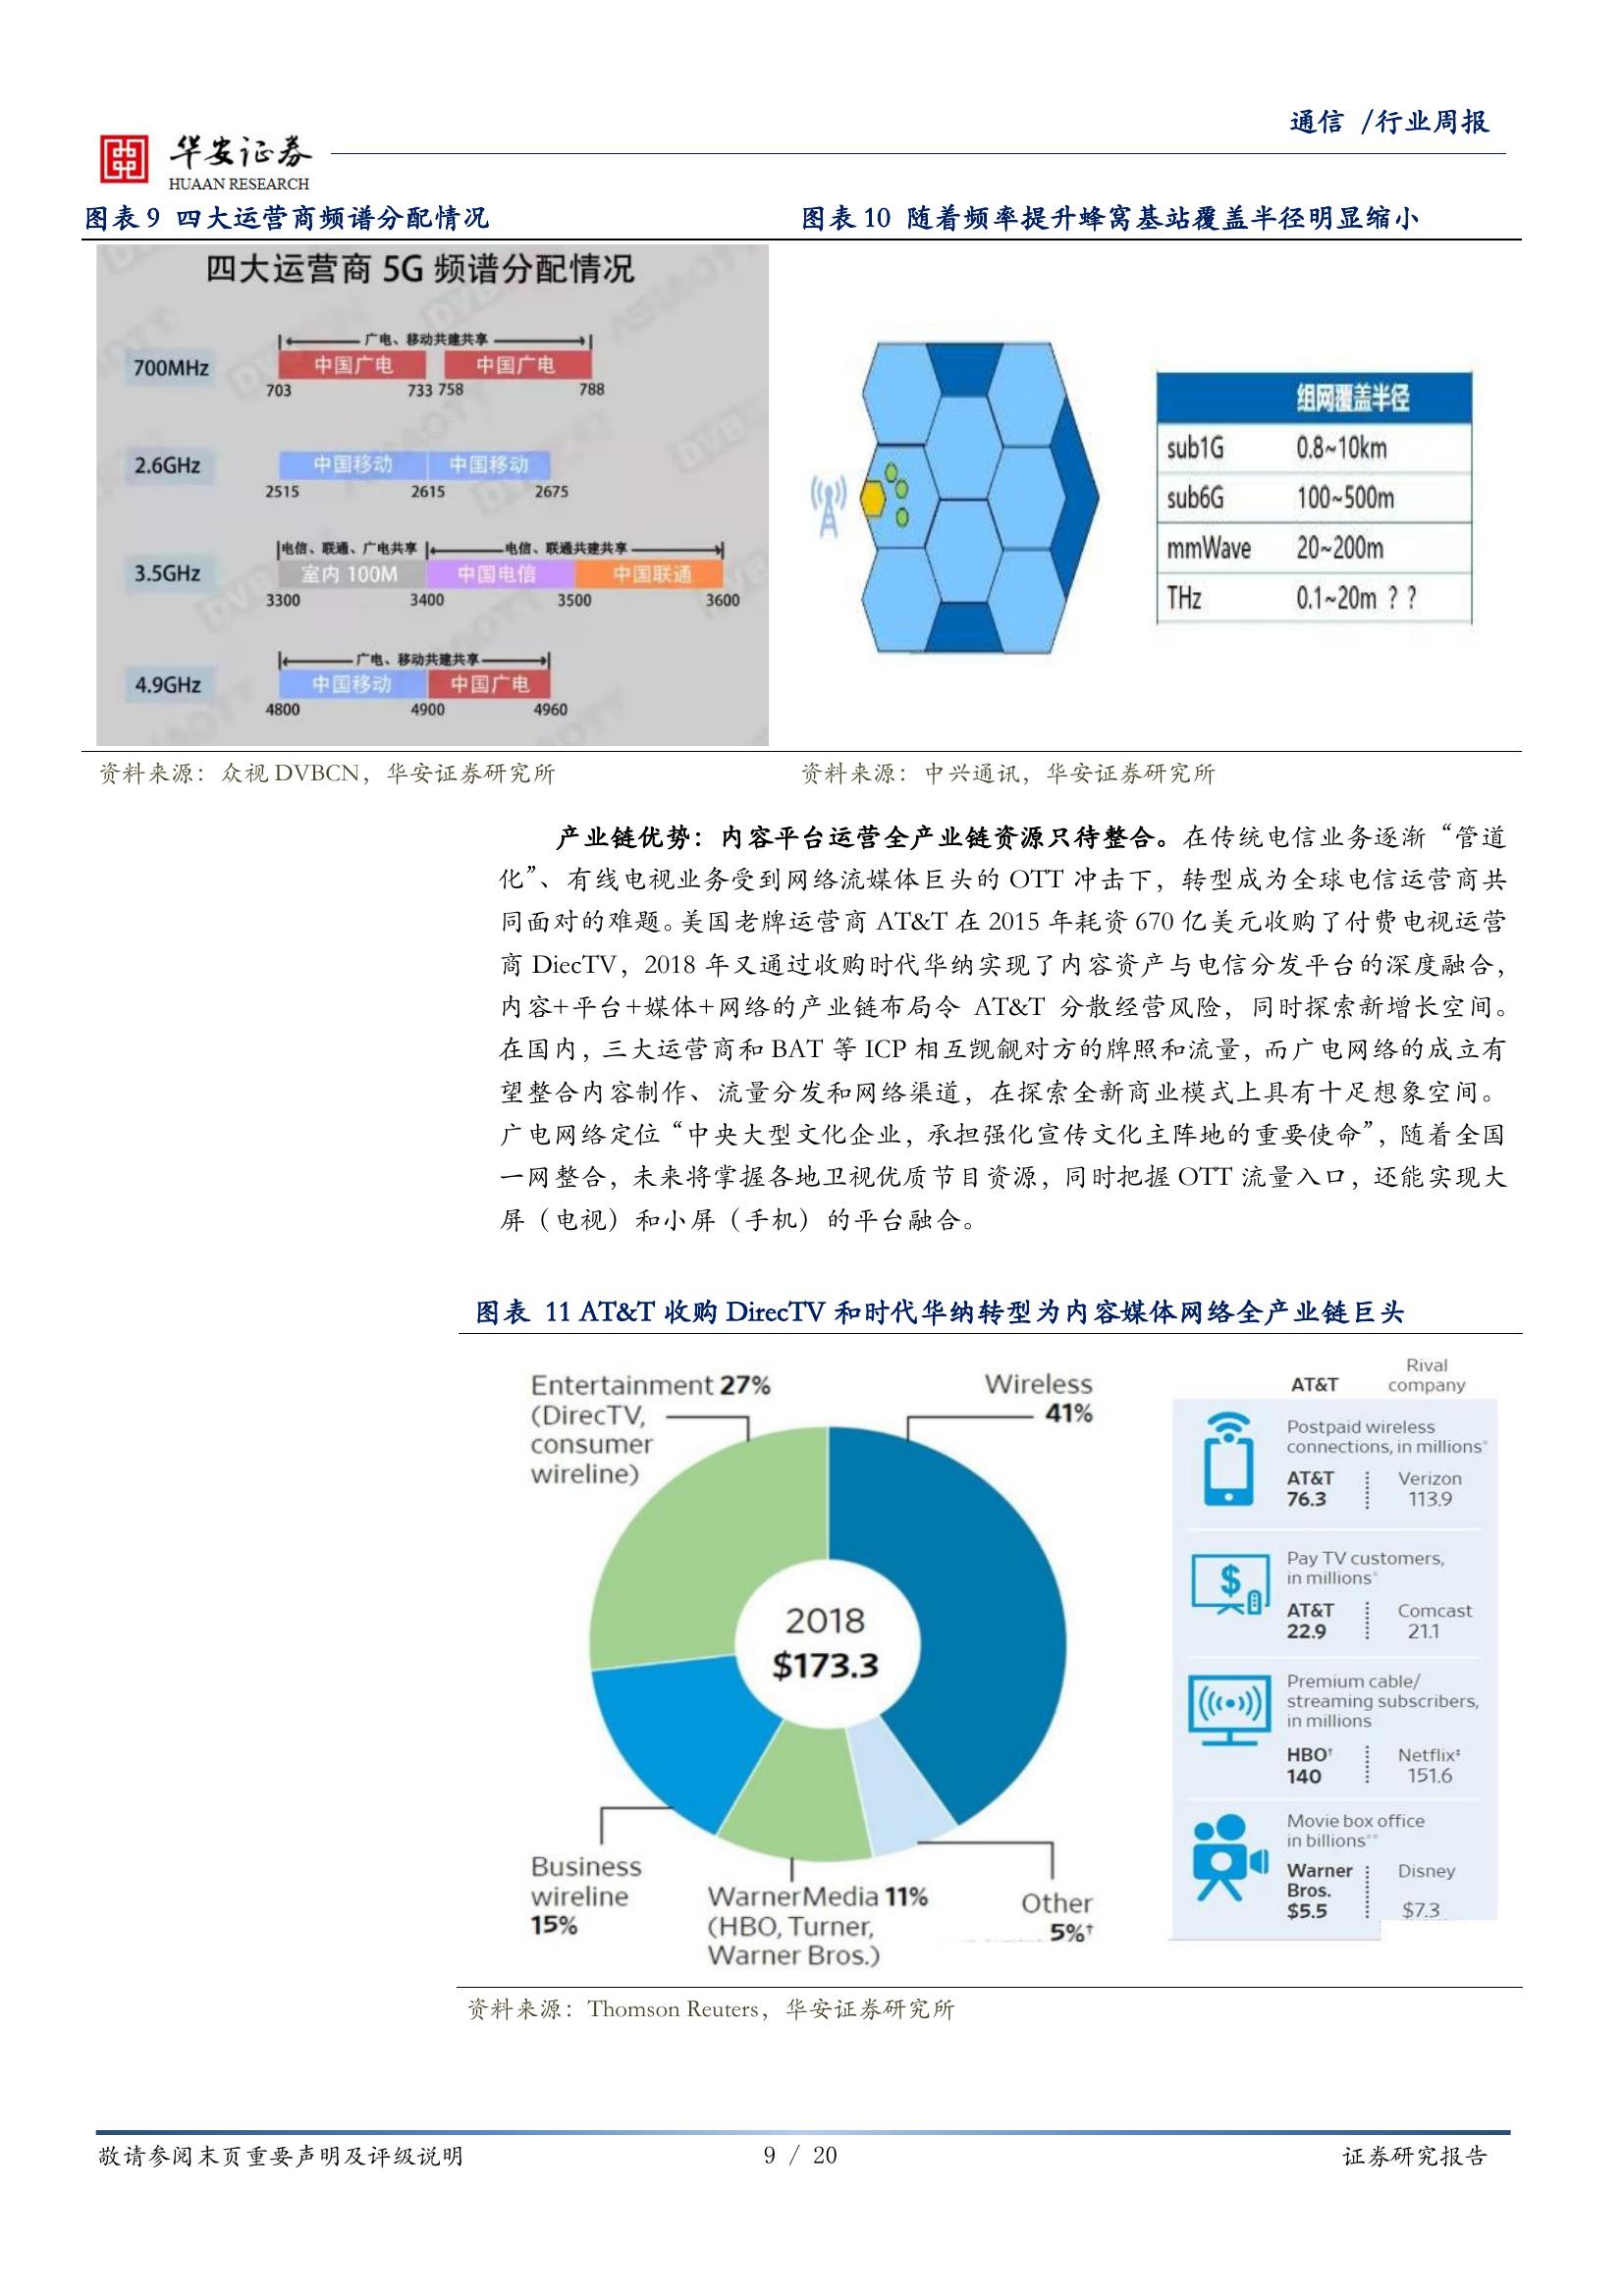 通信 /行业周报
华安证券
HUAAN RESEARCH
图表 9 四大运营商频谱分配情况
四大运营商 5G 频谱分配情况
广电、移动共建共享
700MHz
中国广电
中国广电
703
733
758
788
2.6GHz
中国移动
中国移动
2515
2615
2675
电信、联通、广电共享
电信、联通共建共享
3.5GHz
室内 100M
中国电信
中国联通
3300
3400
3500
3600
广电、移动共建共享
4.9GHz
中国移动
中国广电
4800
4900
4960
资料来源：众视 DVBCN，华安证券研究所
图表 10 随着频率提升蜂窝基站覆盖半径明显缩小
组网覆盖半径
sub1G 0.8~10km
sub6G 100~500m
mmWave 20~200m
THz 0.1~20m ? ?
资料来源：中兴通讯，华安证券研究所
产业链优势：内容平台运营全产业链资源只待整合。在传统电信业务逐渐“管道
化”、有线电视业务受到网络流媒体巨头的 OTT 冲击下，转型成为全球电信运营商共
同面对的难题。美国老牌运营商 AT&T 在 2015 年耗资 670 亿美元收购了付费电视运营
商 DiecTV，2018 年又通过收购时代华纳实现了内容资产与电信分发平台的深度融合，
内容+平台+媒体+网络的产业链布局令 AT&T 分散经营风险，同时探索新增长空间。
在国内，三大运营商和 BAT 等 ICP 相互觊觎对方的牌照和流量，而广电网络的成立有
望整合内容制作、流量分发和网络渠道，在探索全新商业模式上具有十足想象空间。
广电网络定位“中央大型文化企业，承担强化宣传文化主阵地的重要使命”，随着全国
一网整合，未来将掌握各地卫视优质节目资源，同时把握 OTT 流量入口，还能实现大
屏（电视）和小屏（手机）的平台融合。
图表 11 AT&T 收购 DirecTV 和时代华纳转型为内容媒体网络全产业链巨头
Entertainment 27%
(DirecTV,
consumer
wireline)
Wireless
41%
2018
$173.3
Business
wireline
15%
WarnerMedia 11%
(HBO, Turner,
Warner Bros.)
Other
5%†
AT&T
Rival
company
Postpaid wireless
connections, in millions*
AT&T Verizon
76.3 113.9
Pay TV customers,
in millions*
AT&T Comcast
22.9 21.1
Premium cable/
streaming subscribers,
in millions
HBO† Netflix‡
140 151.6
Movie box office
in billions**
Warner Disney
Bros.
$5.5 $7.3
资料来源：Thomson Reuters，华安证券研究所
敬请参阅末页重要声明及评级说明
9 / 20
证券研究报告